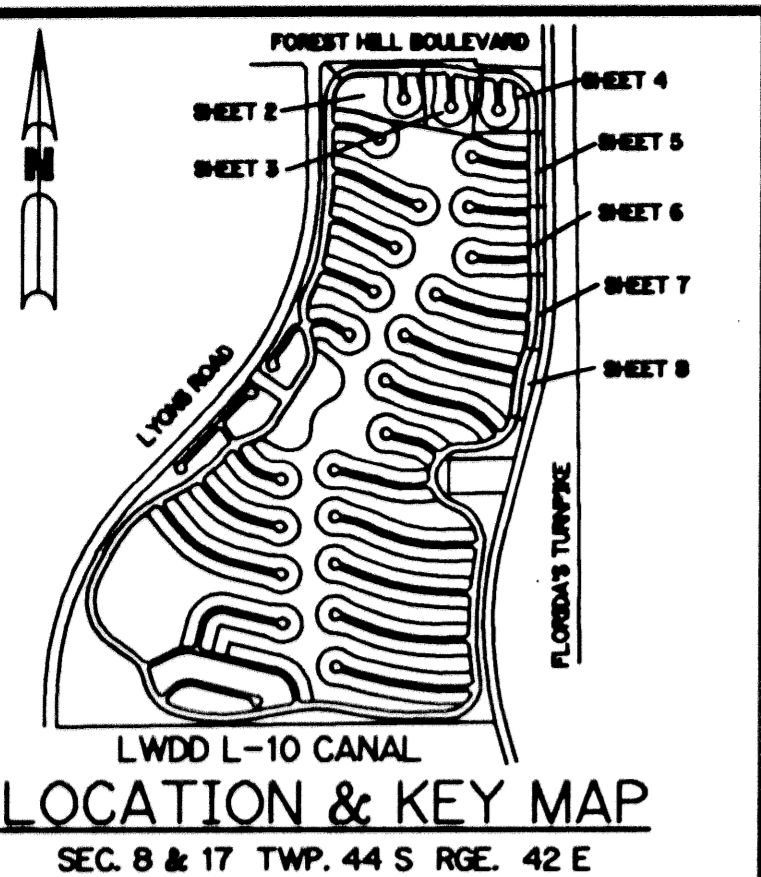 FOREST HILL BOULEVARD
SHEET 2
SHEET 4
SHEET 3
SHEET 5
N
SHEET 6
SHEET 7
SHEET 8
LYONS ROAD
FLORIDA'S TURNPIKE
LWDD L-10 CANAL
LOCATION & KEY MAP
SEC. 8 & 17 TWP. 44 S RGE. 42 E